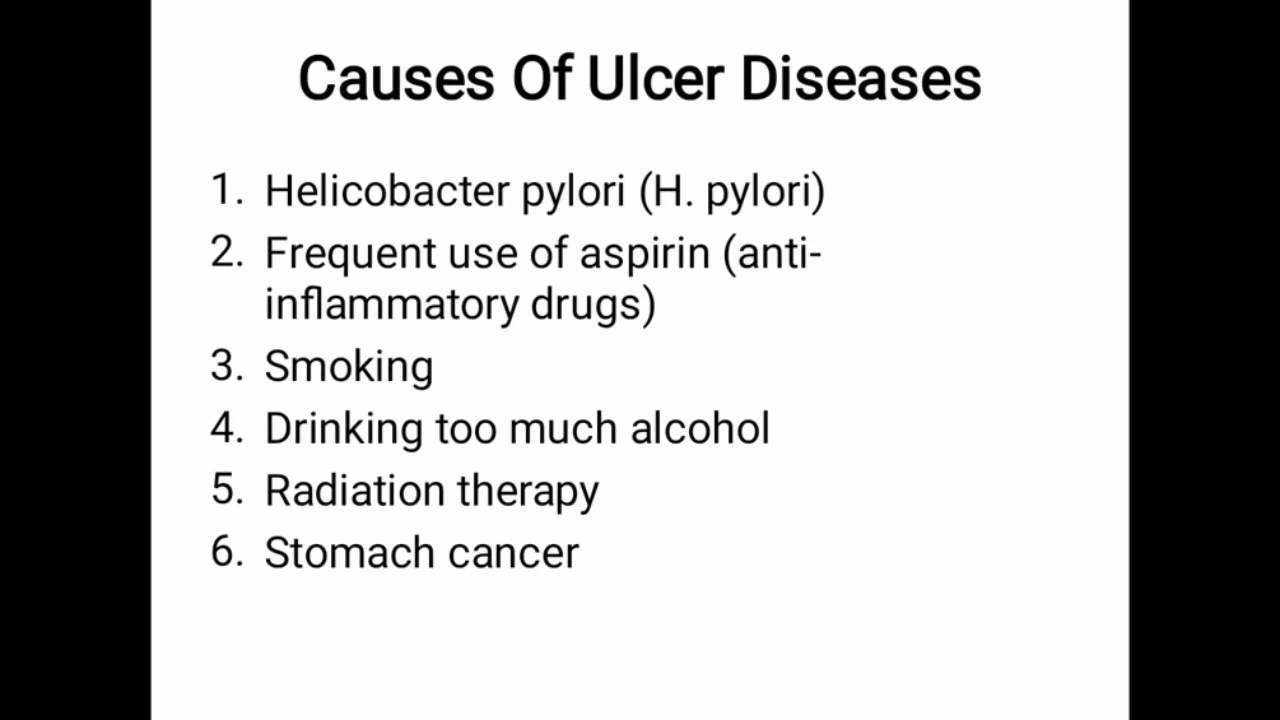 Causes Of Ulcer Diseases
1. Helicobacter pylori (H. pylori)
2. Frequent use of aspirin (anti-
inflammatory drugs)
3. Smoking
4. Drinking too much alcohol
5. Radiation therapy
6. Stomach cancer